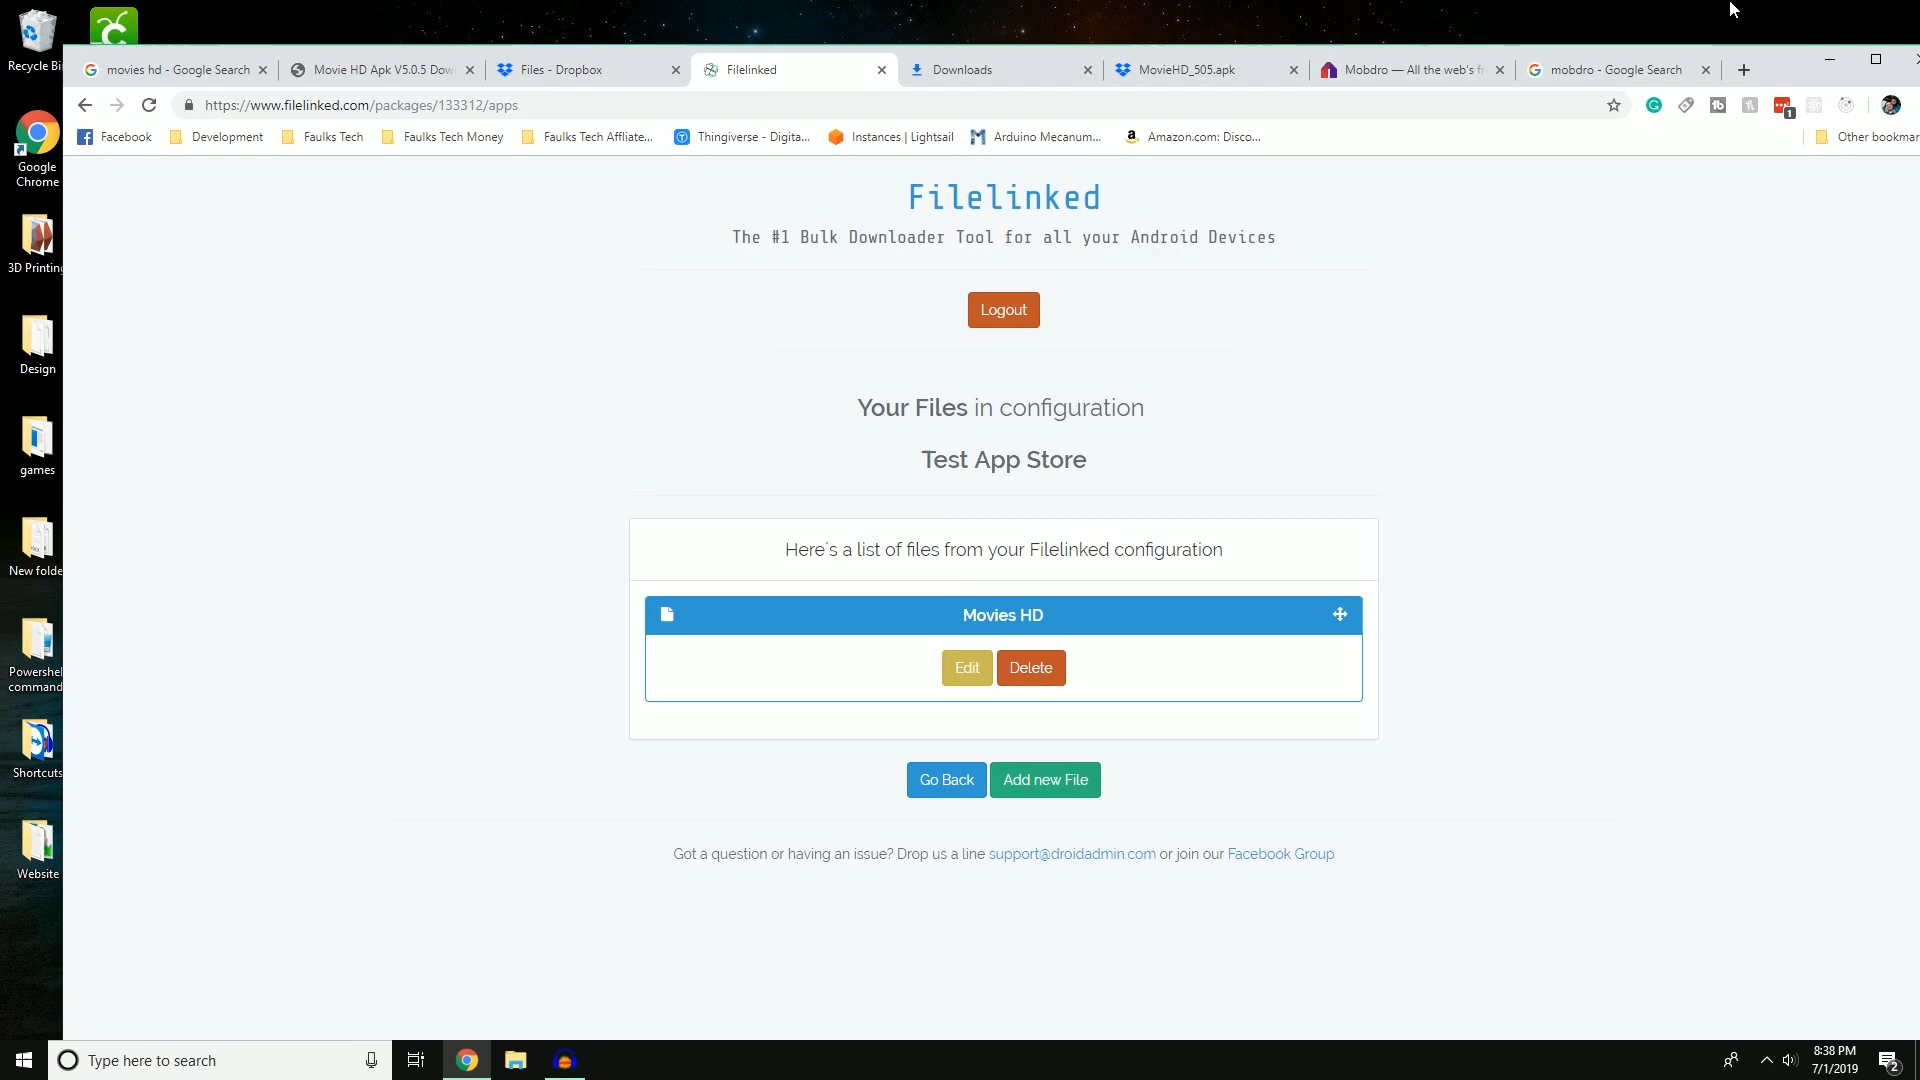 Recycle Bi
movies hd - Google Search
Movie HD Apk V5.0.5 Dow
Files - Dropbox
Filelinked
Downloads
MovieHD_505.apk
Mobdro — All the web's f
mobdro - Google Search
https://www.filelinked.com/packages/133312/apps
1
Facebook
Development
Faulks Tech
Faulks Tech Money
Faulks Tech Affliate...
Thingiverse - Digita...
Instances | Lightsail
Arduino Mecanum...
Amazon.com: Disco...
Other bookmar
Google
Chrome
3D Printing
Design
games
New folde
Powershel
command
Shortcuts
Website
Filelinked
The #1 Bulk Downloader Tool for all your Android Devices
Logout
Your Files in configuration
Test App Store
Here´s a list of files from your Filelinked configuration
Movies HD
Edit
Delete
Go Back
Add new File
Got a question or having an issue? Drop us a line support@droidadmin.com or join our Facebook Group
Type here to search
8:38 PM
7/1/2019
2